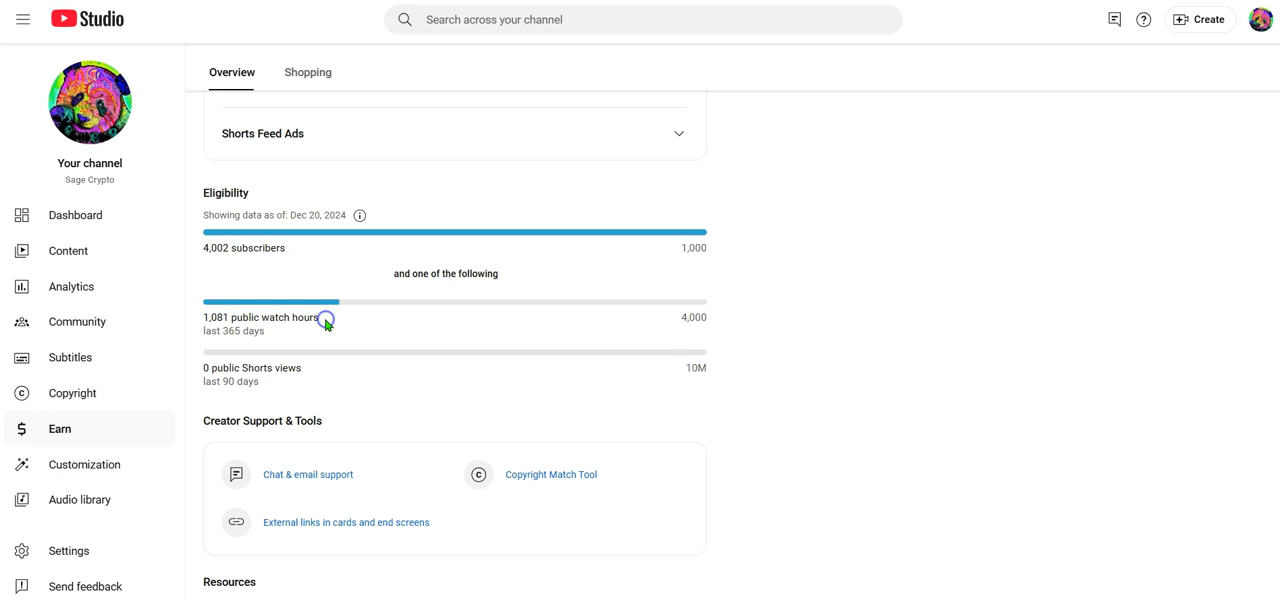 Studio
Search across your channel
Create
Overview
Shopping
Shorts Feed Ads
Your channel
Sage Crypto
Dashboard
Content
Analytics
Community
Subtitles
Copyright
Earn
Customization
Audio library
Settings
Send feedback
Eligibility
Showing data as of: Dec 20, 2024
4,002 subscribers
1,000
and one of the following
1,081 public watch hours
4,000
last 365 days
0 public Shorts views
10M
last 90 days
Creator Support & Tools
Chat & email support
Copyright Match Tool
External links in cards and end screens
Resources